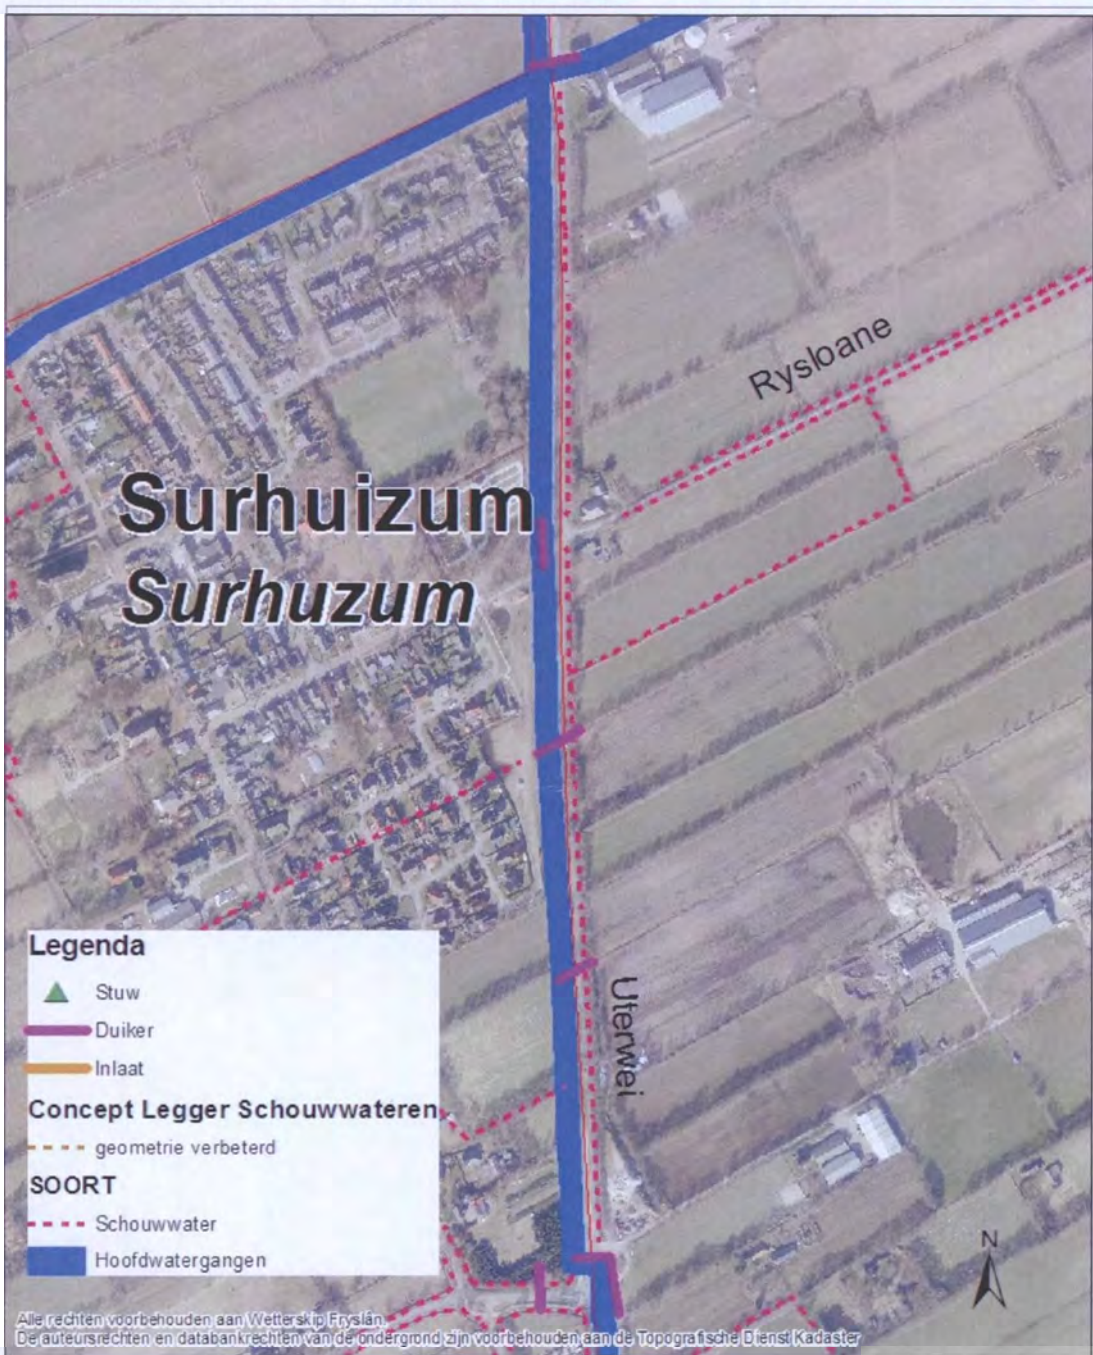 Rysloane
Surhuizum
Surhuzum
Uterwei
Legenda
Stuw
Duiker
Inlaat
Concept Legger Schouwwateren
geometrie verbeterd
SOORT
Schouwwater
Hoofdwatergangen
N
Alle rechten voorbehouden aan Wetterskip Fryslân.
De auteursrechten en databankrechten van de ondergrond zijn voorbehouden aan de Topografische Dienst Kadaster